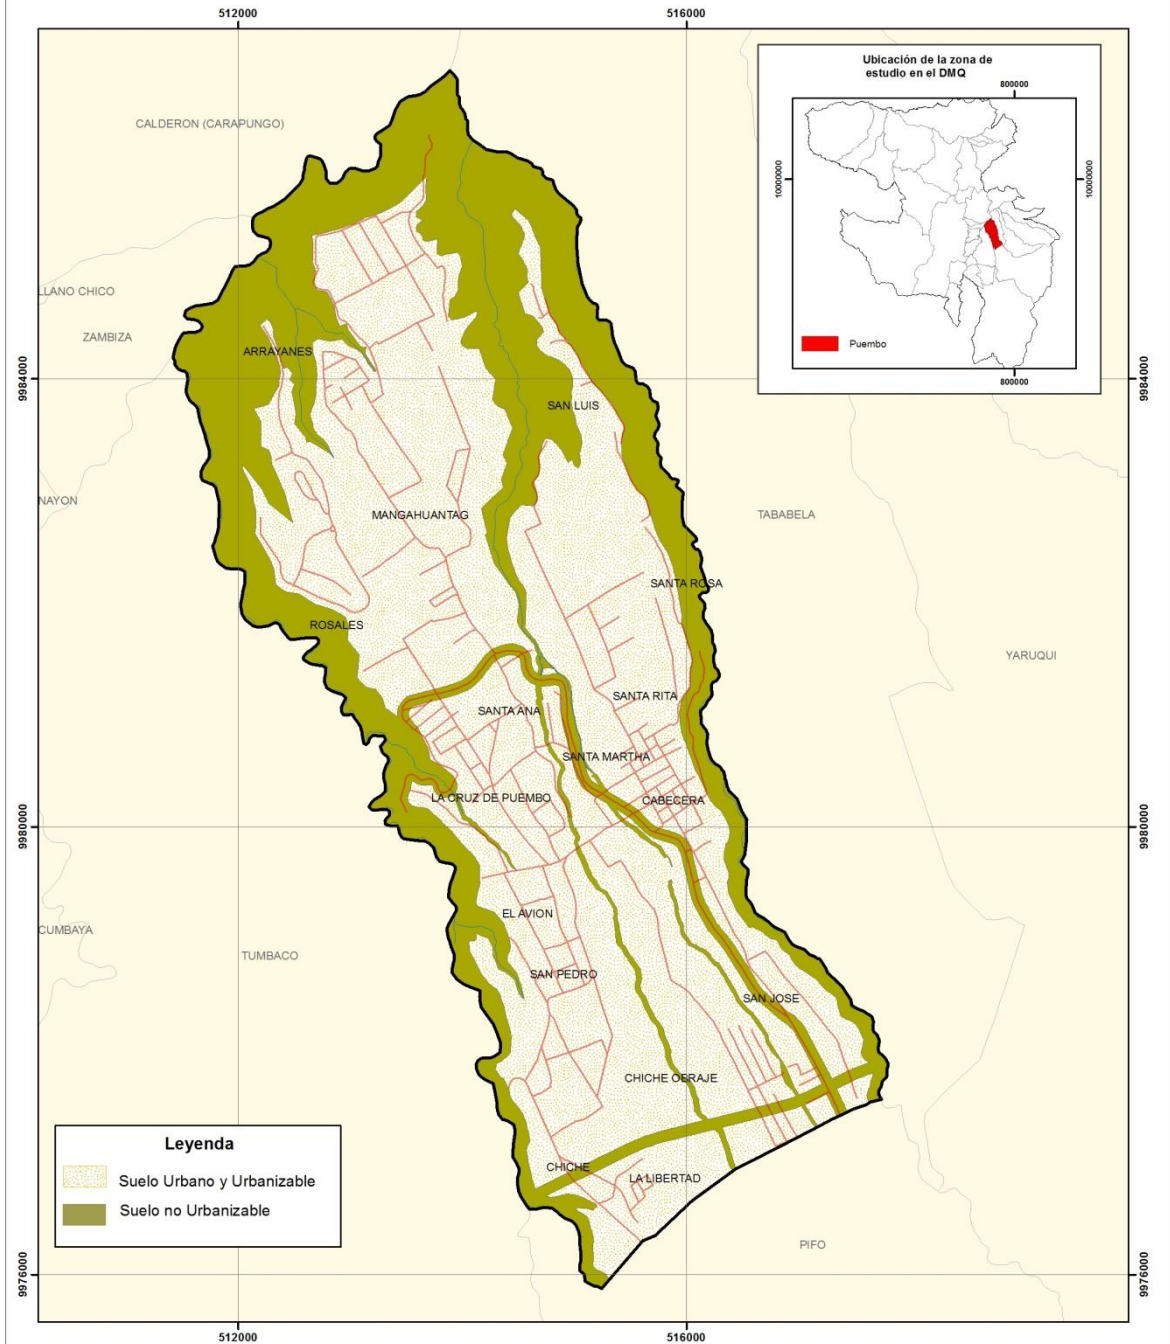 512000
516000
Ubicación de la zona de
estudio en el DMQ
800000
10000000
10000000
Puembo
800000
CALDERON (CARAPUNGO)
LLANO CHICO
ZAMBIZA
ARRAYANES
9984000
9984000
SAN LUIS
NAYON
MANGAHUANTAG
TABABELA
SANTA ROSA
ROSALES
YARUQUI
SANTA RITA
SANTA ANA
SANTA MARTHA
LA CRUZ DE PUEMBO
CABECERA
9980000
9980000
EL AVION
CUMBAYA
TUMBACO
SAN PEDRO
SAN JOSE
CHICHE OBRAJE
Leyenda
Suelo Urbano y Urbanizable
Suelo no Urbanizable
CHICHE
LA LIBERTAD
PIFO
9976000
9976000
512000
516000